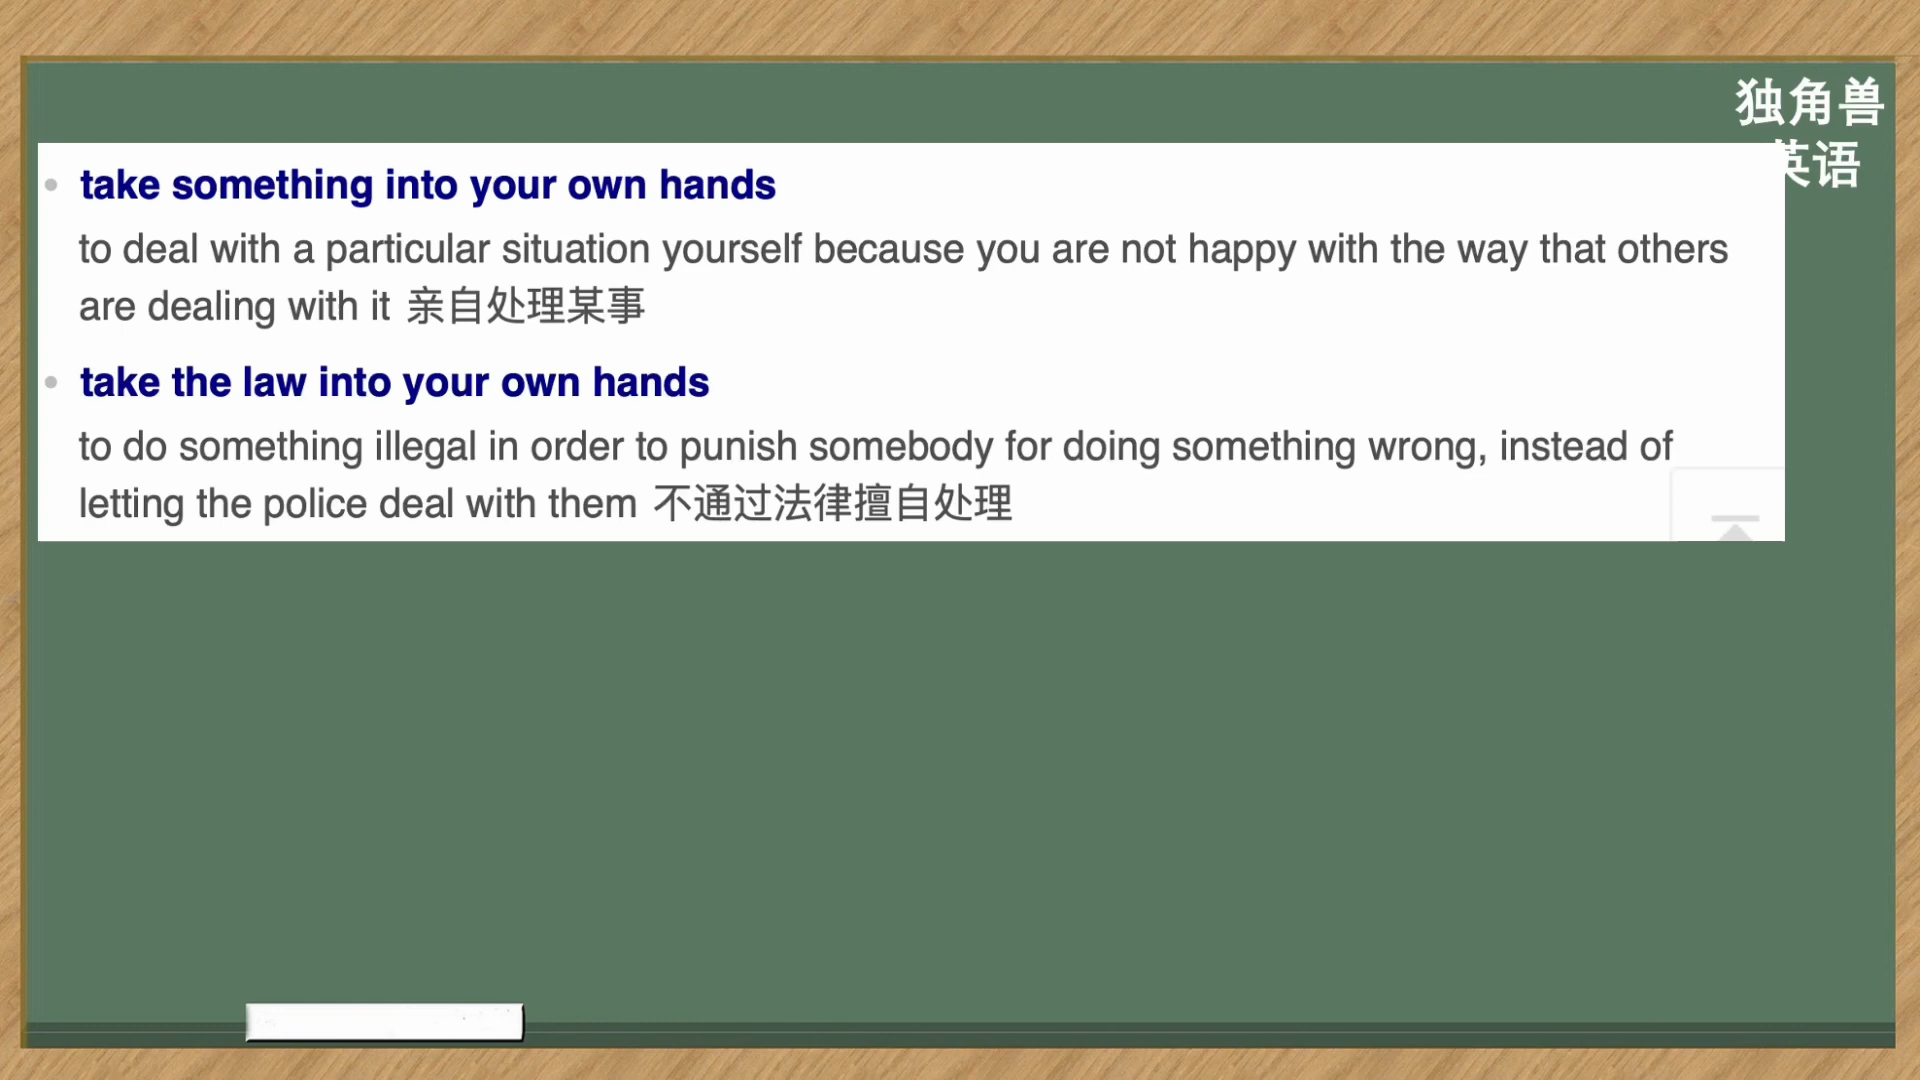 独角兽
英语
take something into your own hands
to deal with a particular situation yourself because you are not happy with the way that others
are dealing with it 亲自处理某事
take the law into your own hands
to do something illegal in order to punish somebody for doing something wrong, instead of
letting the police deal with them 不通过法律擅自处理